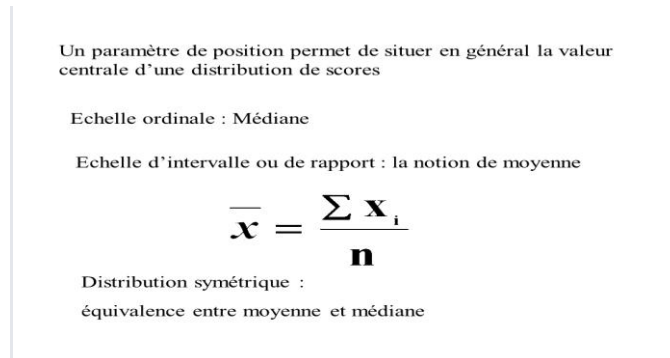 Un paramètre de position permet de situer en général la valeur
centrale d’une distribution de scores
Echelle ordinale : Médiane
Echelle d’intervalle ou de rapport : la notion de moyenne
x̄ = ∑ xᵢ / n
Distribution symétrique :
équivalence entre moyenne et médiane